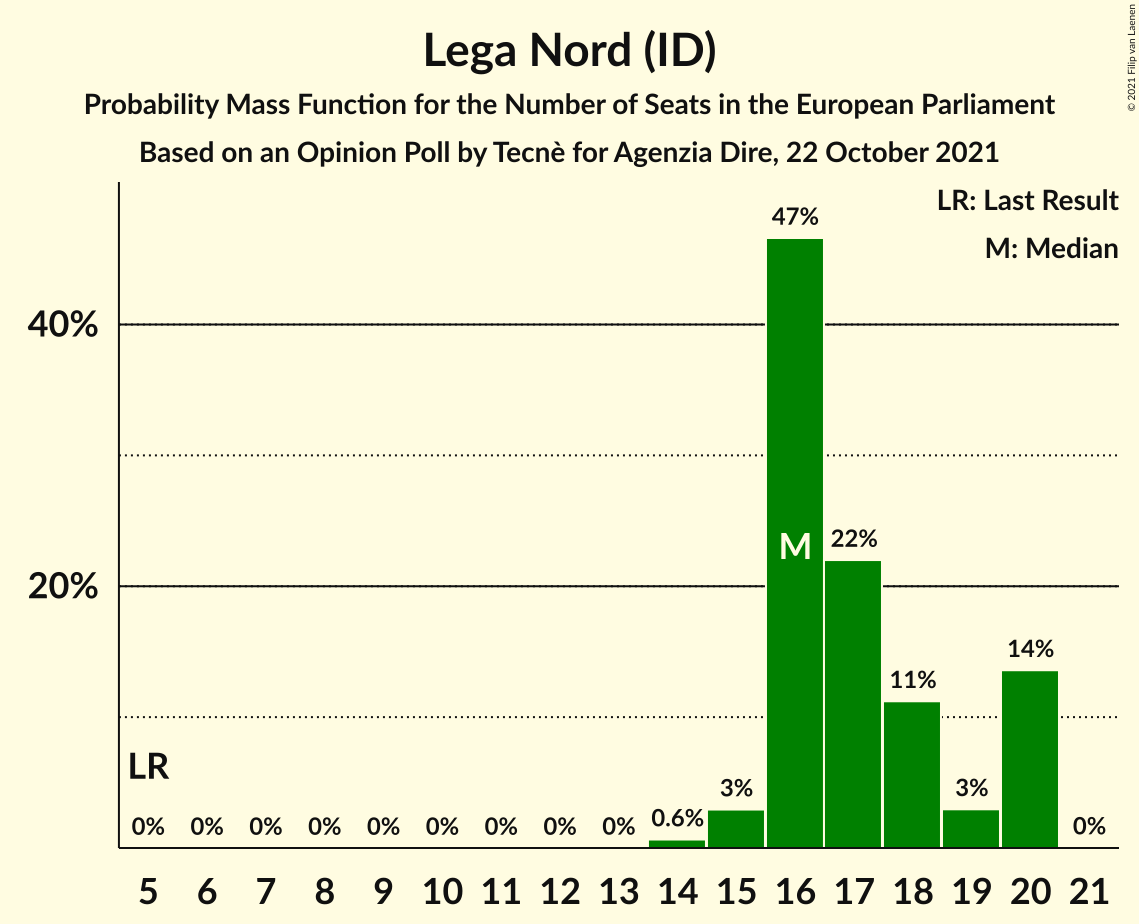 Lega Nord (ID)
Probability Mass Function for the Number of Seats in the European Parliament
Based on an Opinion Poll by Tecnè for Agenzia Dire, 22 October 2021
© 2021 Filip van Laenen
LR: Last Result
M: Median
47%
40%
M
22%
20%
14%
11%
LR
3%
3%
0.6%
0% 0% 0% 0% 0% 0% 0% 0% 0% 0%
5 6 7 8 9 10 11 12 13 14 15 16 17 18 19 20 21